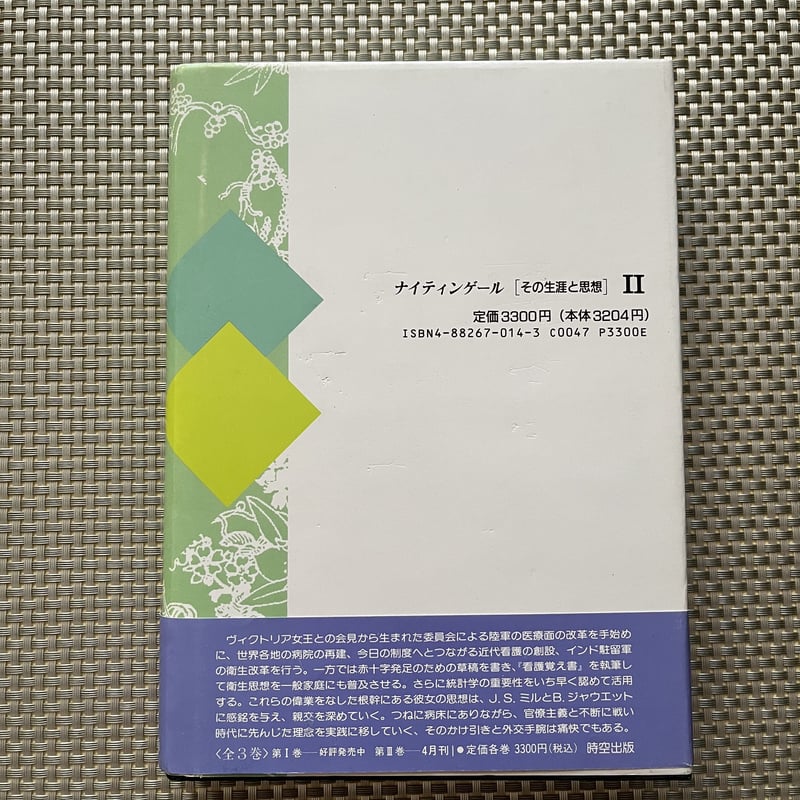 ナイティンゲール［その生涯と思想］Ⅱ
定価3300円（本体3204円）
ISBN4-88267-014-3 C0047 P3300E
ヴィクトリア女王との会見から生まれた委員会による陸軍の医療面の改革を手始め
に、世界各地の病院の再建、今日の制度へとつながる近代看護の創設、インド駐留軍
の衛生改革を行う。一方では赤十字発足のための草稿を書き、『看護覚え書』を執筆し
て衛生思想を一般家庭にも普及させる。さらに統計学の重要性をいち早く認めて活用
する。これらの偉業をなした根幹にある彼女の思想は、J.S.ミルとB.ジャウエット
に感銘を与え、親交を深めていく。つねに病床にありながら、官僚主義と不断に戦い
時代に先んじた理念を実践に移していく、そのかけ引きと外交手腕は痛快でもある。
〈全3巻〉第Ⅰ巻──好評発売中 第Ⅲ巻──4月刊●定価各巻 3300円(税込) 時空出版